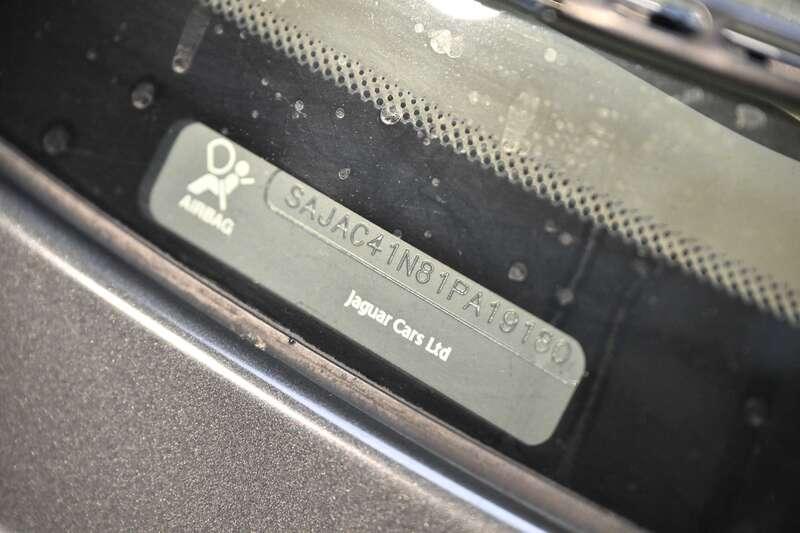 AIRBAG
SAJAC41N81PA19180
Jaguar Cars Ltd